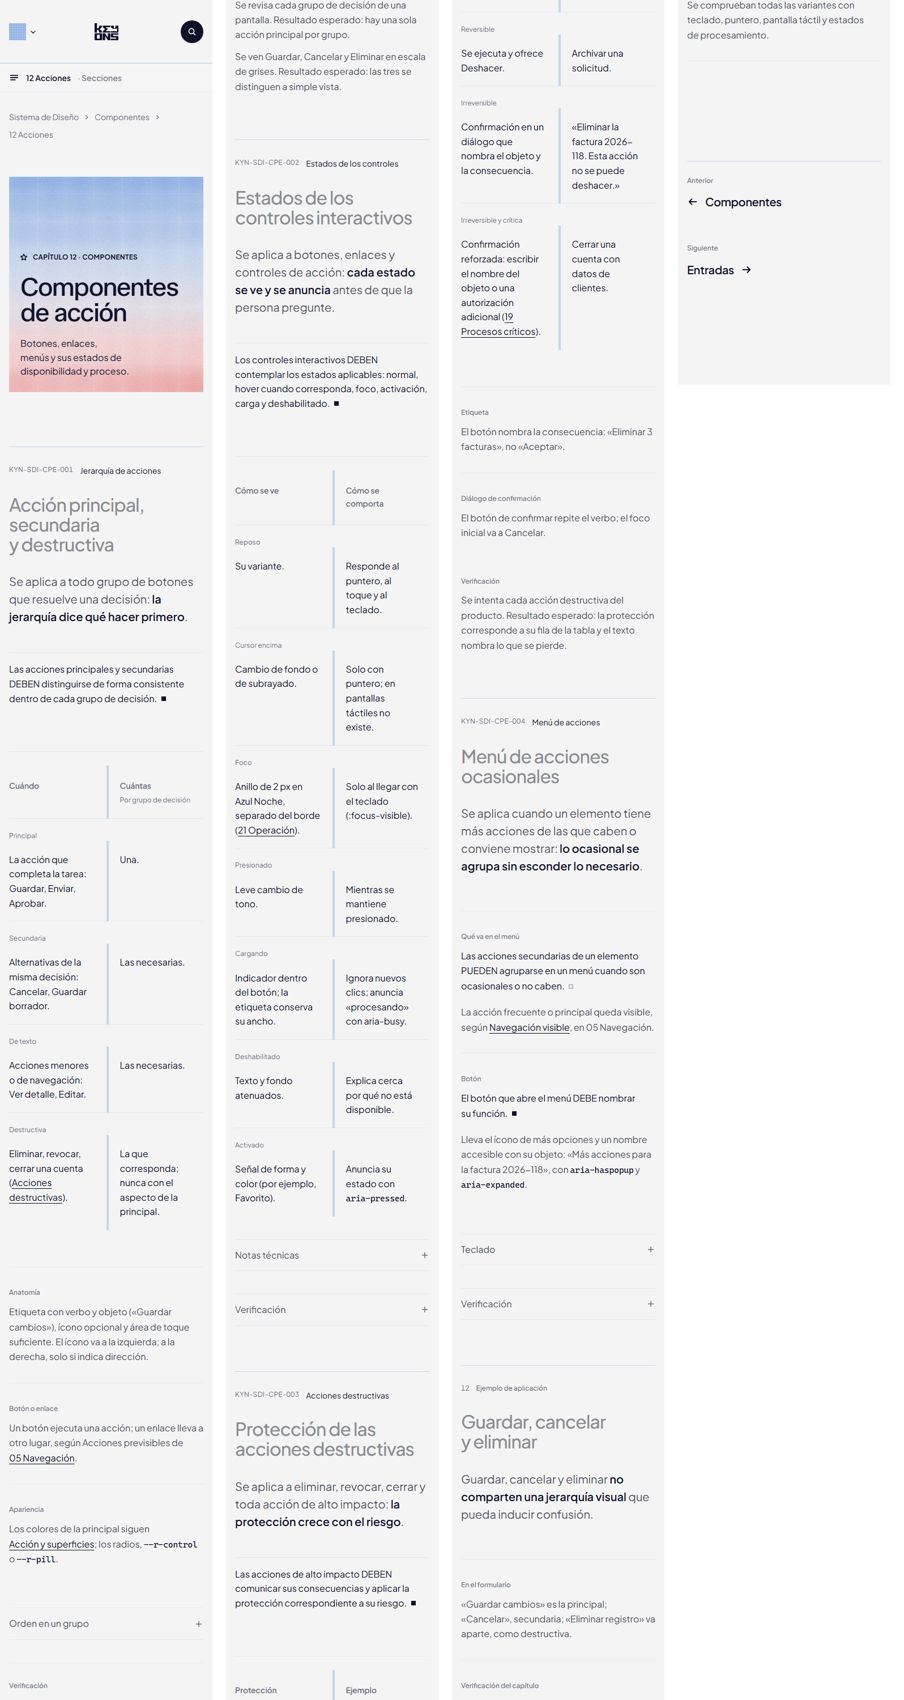 KEY
ONS
12 Acciones · Secciones
Sistema de Diseño > Componentes >
12 Acciones
CAPÍTULO 12 · COMPONENTES
Componentes
de acción
Botones, enlaces,
menús y sus estados de
disponibilidad y proceso.
KYN-SDI-CPE-001 Jerarquía de acciones
Acción principal,
secundaria
y destructiva
Se aplica a todo grupo de botones
que resuelve una decisión: la
jerarquía dice qué hacer primero.
Las acciones principales y secundarias
DEBEN distinguirse de forma consistente
dentro de cada grupo de decisión. ■
Cuándo
Cuántas
Por grupo de decisión
Principal
La acción que
completa la tarea:
Guardar, Enviar,
Aprobar.
Una.
Secundaria
Alternativas de la
misma decisión:
Cancelar, Guardar
borrador.
Las necesarias.
De texto
Acciones menores
o de navegación:
Ver detalle, Editar.
Las necesarias.
Destructiva
Eliminar, revocar,
cerrar una cuenta
(Acciones
destructivas).
La que
corresponda;
nunca con el
aspecto de la
principal.
Anatomía
Etiqueta con verbo y objeto («Guardar
cambios»), ícono opcional y área de toque
suficiente. El ícono va a la izquierda; a la
derecha, solo si indica dirección.
Botón o enlace
Un botón ejecuta una acción; un enlace lleva a
otro lugar, según Acciones previsibles de
05 Navegación.
Apariencia
Los colores de la principal siguen
Acción y superficies; los radios, --r-control
o --r-pill.
Orden en un grupo +
Verificación
Se revisa cada grupo de decisión de una
pantalla. Resultado esperado: hay una sola
acción principal por grupo.
Se ven Guardar, Cancelar y Eliminar en escala
de grises. Resultado esperado: las tres se
distinguen a simple vista.
KYN-SDI-CPE-002 Estados de los controles
Estados de los
controles interactivos
Se aplica a botones, enlaces y
controles de acción: cada estado
se ve y se anuncia antes de que la
persona pregunte.
Los controles interactivos DEBEN
contemplar los estados aplicables: normal,
hover cuando corresponda, foco, activación,
carga y deshabilitado. ■
Cómo se ve
Cómo se
comporta
Reposo
Su variante.
Responde al
puntero, al
toque y al
teclado.
Cursor encima
Cambio de fondo o
de subrayado.
Solo con
puntero; en
pantallas
táctiles no
existe.
Foco
Anillo de 2 px en
Azul Noche,
separado del borde
(21 Operación).
Solo al llegar con
el teclado
(:focus-visible).
Presionado
Leve cambio de
tono.
Mientras se
mantiene
presionado.
Cargando
Indicador dentro
del botón; la
etiqueta conserva
su ancho.
Ignora nuevos
clics; anuncia
«procesando»
con aria-busy.
Deshabilitado
Texto y fondo
atenuados.
Explica cerca
por qué no está
disponible.
Activado
Señal de forma y
color (por ejemplo,
Favorito).
Anuncia su
estado con
aria-pressed.
Notas técnicas +
Verificación +
KYN-SDI-CPE-003 Acciones destructivas
Protección de las
acciones destructivas
Se aplica a eliminar, revocar, cerrar y
toda acción de alto impacto: la
protección crece con el riesgo.
Las acciones de alto impacto DEBEN
comunicar sus consecuencias y aplicar la
protección correspondiente a su riesgo. ■
Protección
Ejemplo
Reversible
Se ejecuta y ofrece
Deshacer.
Archivar una
solicitud.
Irreversible
Confirmación en un
diálogo que
nombra el objeto y
la consecuencia.
«Eliminar la
factura 2026-
118. Esta acción
no se puede
deshacer.»
Irreversible y crítica
Confirmación
reforzada: escribir
el nombre del
objeto o una
autorización
adicional (19
Procesos críticos).
Cerrar una
cuenta con
datos de
clientes.
Etiqueta
El botón nombra la consecuencia: «Eliminar 3
facturas», no «Aceptar».
Diálogo de confirmación
El botón de confirmar repite el verbo; el foco
inicial va a Cancelar.
Verificación
Se intenta cada acción destructiva del
producto. Resultado esperado: la protección
corresponde a su fila de la tabla y el texto
nombra lo que se pierde.
KYN-SDI-CPE-004 Menú de acciones
Menú de acciones
ocasionales
Se aplica cuando un elemento tiene
más acciones de las que caben o
conviene mostrar: lo ocasional se
agrupa sin esconder lo necesario.
Qué va en el menú
Las acciones secundarias de un elemento
PUEDEN agruparse en un menú cuando son
ocasionales o no caben. □
La acción frecuente o principal queda visible,
según Navegación visible, en 05 Navegación.
Botón
El botón que abre el menú DEBE nombrar
su función. ■
Lleva el ícono de más opciones y un nombre
accesible con su objeto: «Más acciones para
la factura 2026-118», con aria-haspopup y
aria-expanded.
Teclado +
Verificación +
12 Ejemplo de aplicación
Guardar, cancelar
y eliminar
Guardar, cancelar y eliminar no
comparten una jerarquía visual que
pueda inducir confusión.
En el formulario
«Guardar cambios» es la principal;
«Cancelar», secundaria; «Eliminar registro» va
aparte, como destructiva.
Verificación del capítulo
Se comprueban todas las variantes con
teclado, puntero, pantalla táctil y estados
de procesamiento.
Anterior
← Componentes
Siguiente
Entradas →